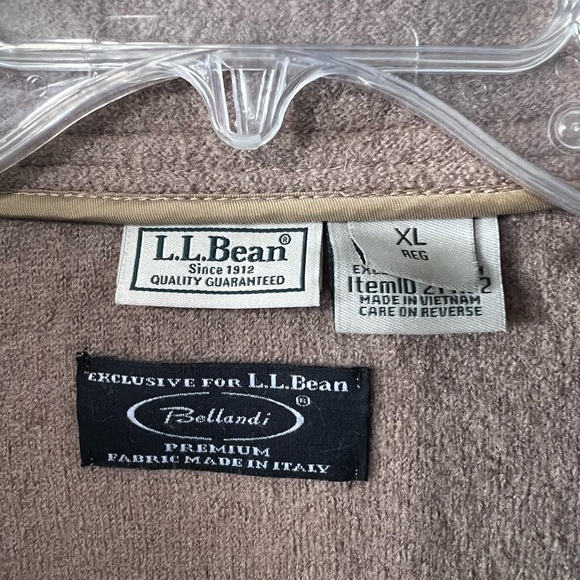 L.L.Bean®
Since 1912
QUALITY GUARANTEED
XL
REG
ItemID
MADE IN VIETNAM
CARE ON REVERSE
EXCLUSIVE FOR L.L.Bean
Bellandi ®
PREMIUM
FABRIC MADE IN ITALY